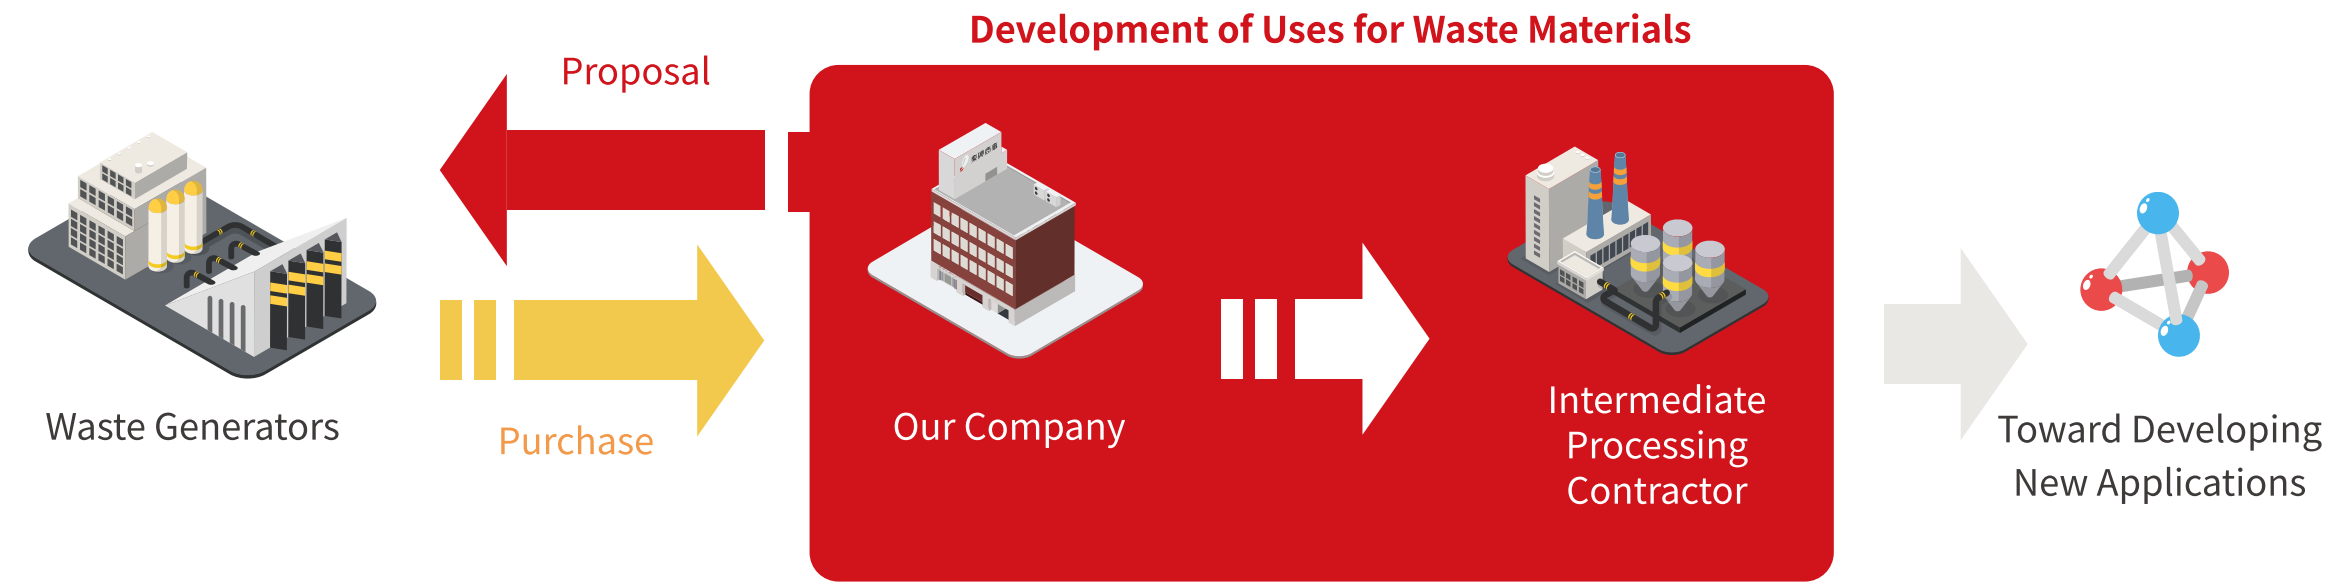 Development of Uses for Waste Materials
Proposal
Purchase
Waste Generators
Our Company
Intermediate
Processing
Contractor
Toward Developing
New Applications